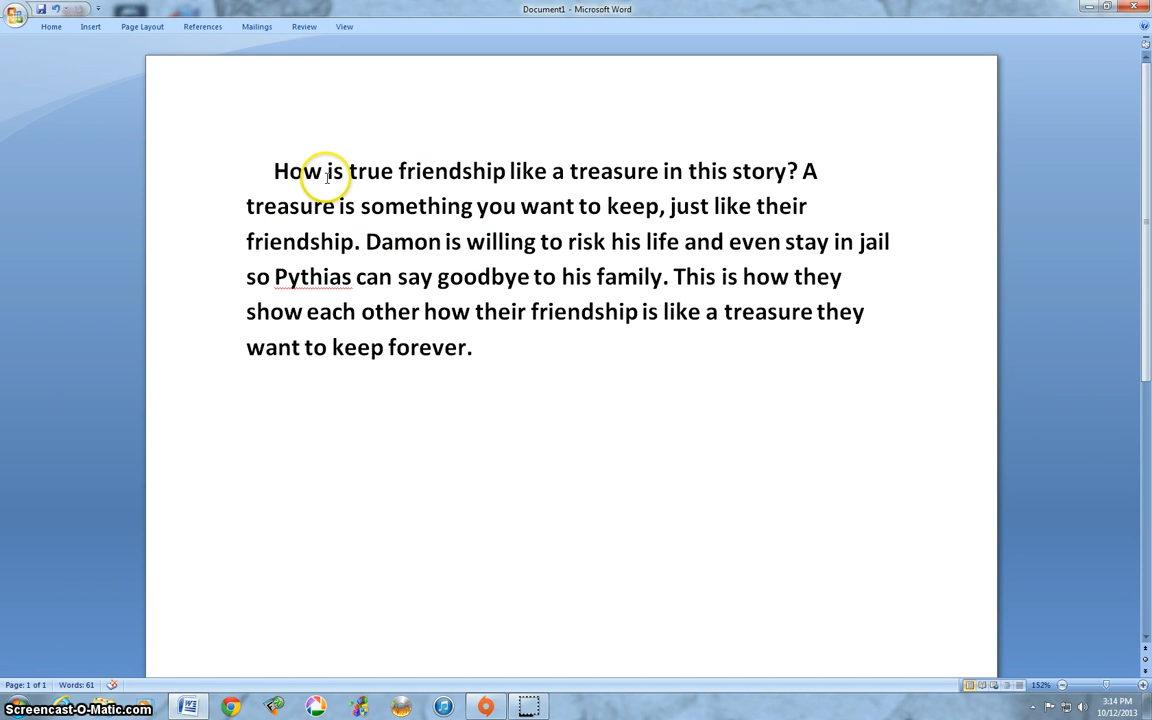 Document1 - Microsoft Word
Home Insert Page Layout References Mailings Review View
How is true friendship like a treasure in this story? A
treasure is something you want to keep, just like their
friendship. Damon is willing to risk his life and even stay in jail
so Pythias can say goodbye to his family. This is how they
show each other how their friendship is like a treasure they
want to keep forever.
Page: 1 of 1 Words: 61 152%
Screencast-O-Matic.com 3:14 PM
10/12/2013